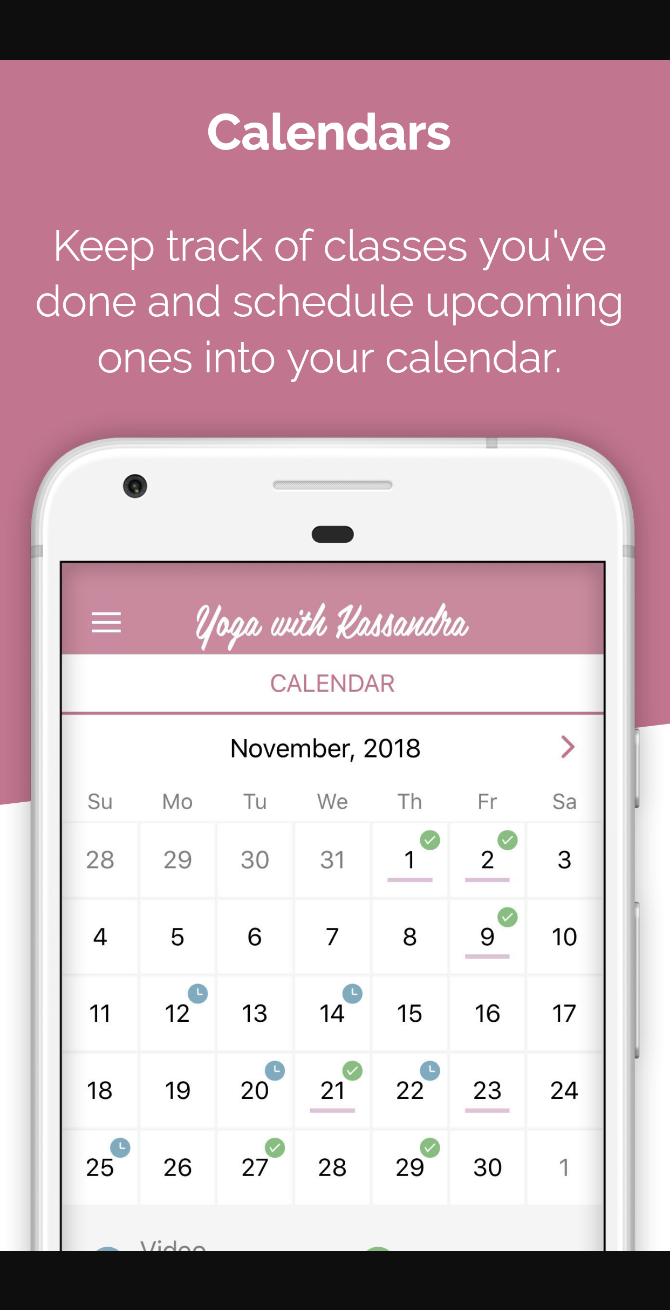 Calendars
Keep track of classes you've
done and schedule upcoming
ones into your calendar.
Yoga with Kassandra
CALENDAR
November, 2018
Su Mo Tu We Th Fr Sa
28 29 30 31 1 2 3
4 5 6 7 8 9 10
11 12 13 14 15 16 17
18 19 20 21 22 23 24
25 26 27 28 29 30 1
Video